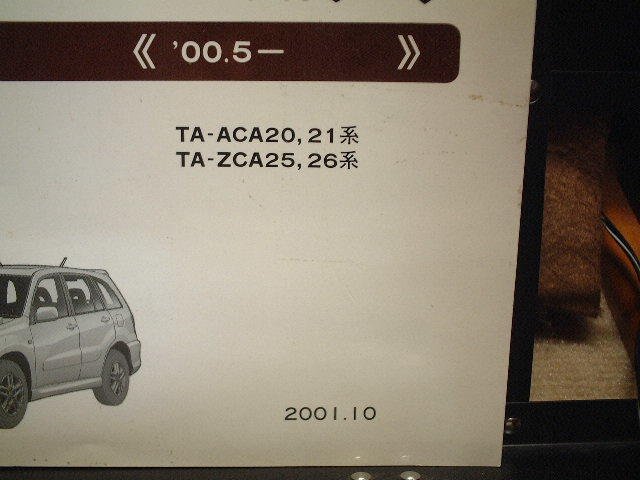 《 '00.5— 》
TA-ACA20, 21系
TA-ZCA25, 26系
2001.10